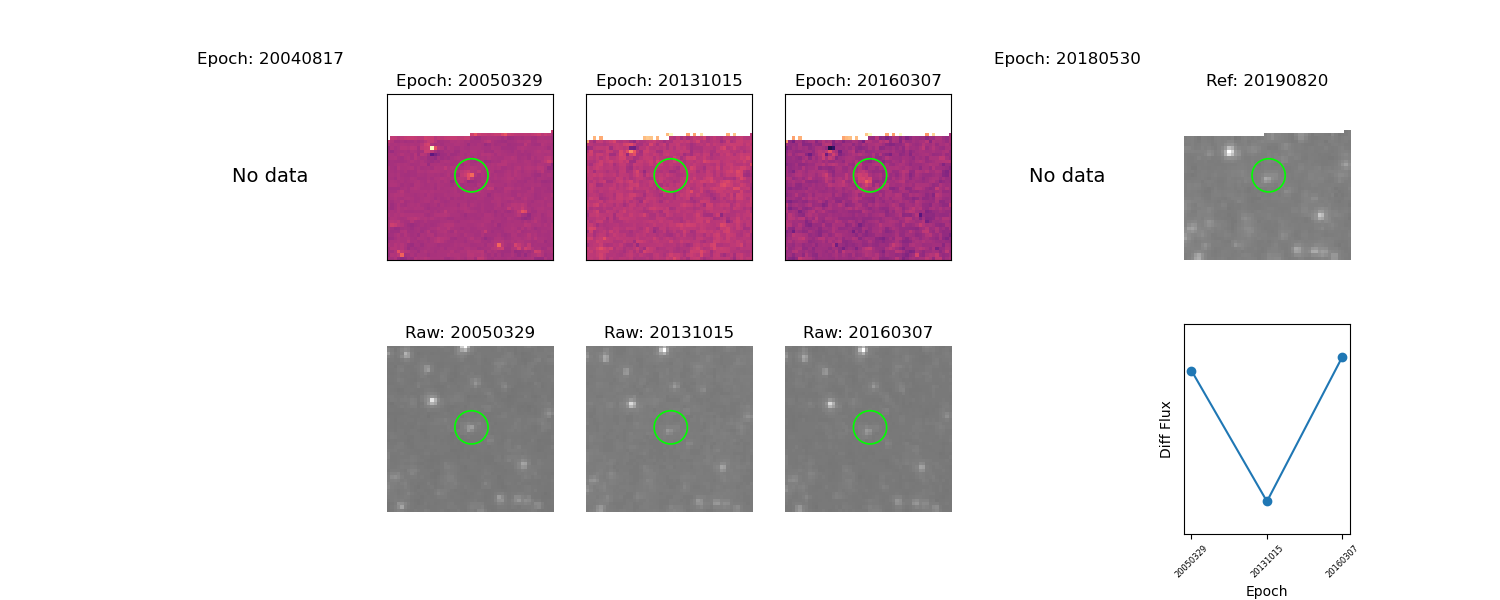 Epoch: 20040817
Epoch: 20050329
Epoch: 20131015
Epoch: 20160307
Epoch: 20180530
Ref: 20190820
No data
No data
Raw: 20050329
Raw: 20131015
Raw: 20160307
Diff Flux
20050329
20131015
20160307
Epoch